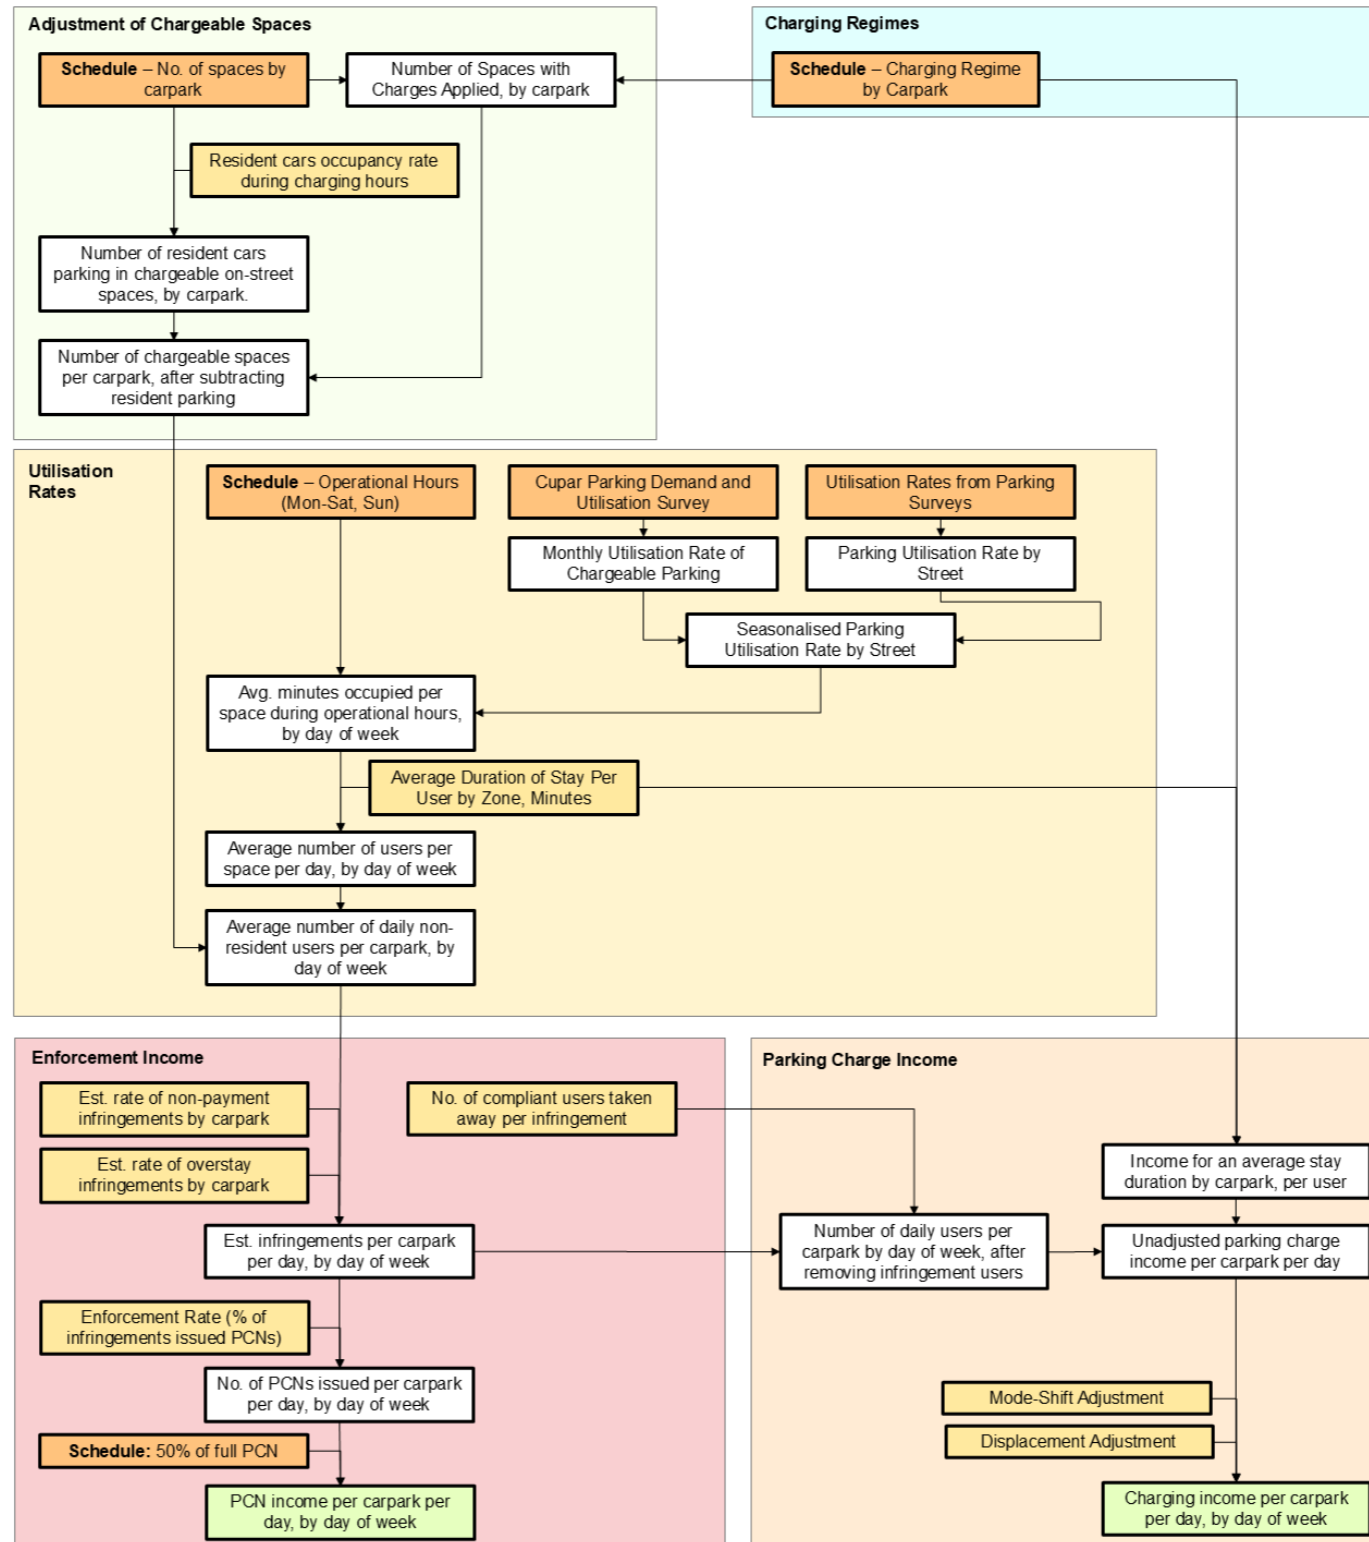 Adjustment of Chargeable Spaces
Schedule – No. of spaces by
carpark
Number of Spaces with
Charges Applied, by carpark
Resident cars occupancy rate
during charging hours
Number of resident cars
parking in chargeable on-street
spaces, by carpark.
Number of chargeable spaces
per carpark, after subtracting
resident parking
Charging Regimes
Schedule – Charging Regime
by Carpark
Utilisation
Rates
Schedule – Operational Hours
(Mon-Sat, Sun)
Cupar Parking Demand and
Utilisation Survey
Utilisation Rates from Parking
Surveys
Monthly Utilisation Rate of
Chargeable Parking
Parking Utilisation Rate by
Street
Seasonalised Parking
Utilisation Rate by Street
Avg. minutes occupied per
space during operational hours,
by day of week
Average Duration of Stay Per
User by Zone, Minutes
Average number of users per
space per day, by day of week
Average number of daily non-
resident users per carpark, by
day of week
Enforcement Income
Est. rate of non-payment
infringements by carpark
No. of compliant users taken
away per infringement
Est. rate of overstay
infringements by carpark
Est. infringements per carpark
per day, by day of week
Enforcement Rate (% of
infringements issued PCNs)
No. of PCNs issued per carpark
per day, by day of week
Schedule: 50% of full PCN
PCN income per carpark per
day, by day of week
Parking Charge Income
Income for an average stay
duration by carpark, per user
Number of daily users per
carpark by day of week, after
removing infringement users
Unadjusted parking charge
income per carpark per day
Mode-Shift Adjustment
Displacement Adjustment
Charging income per carpark
per day, by day of week